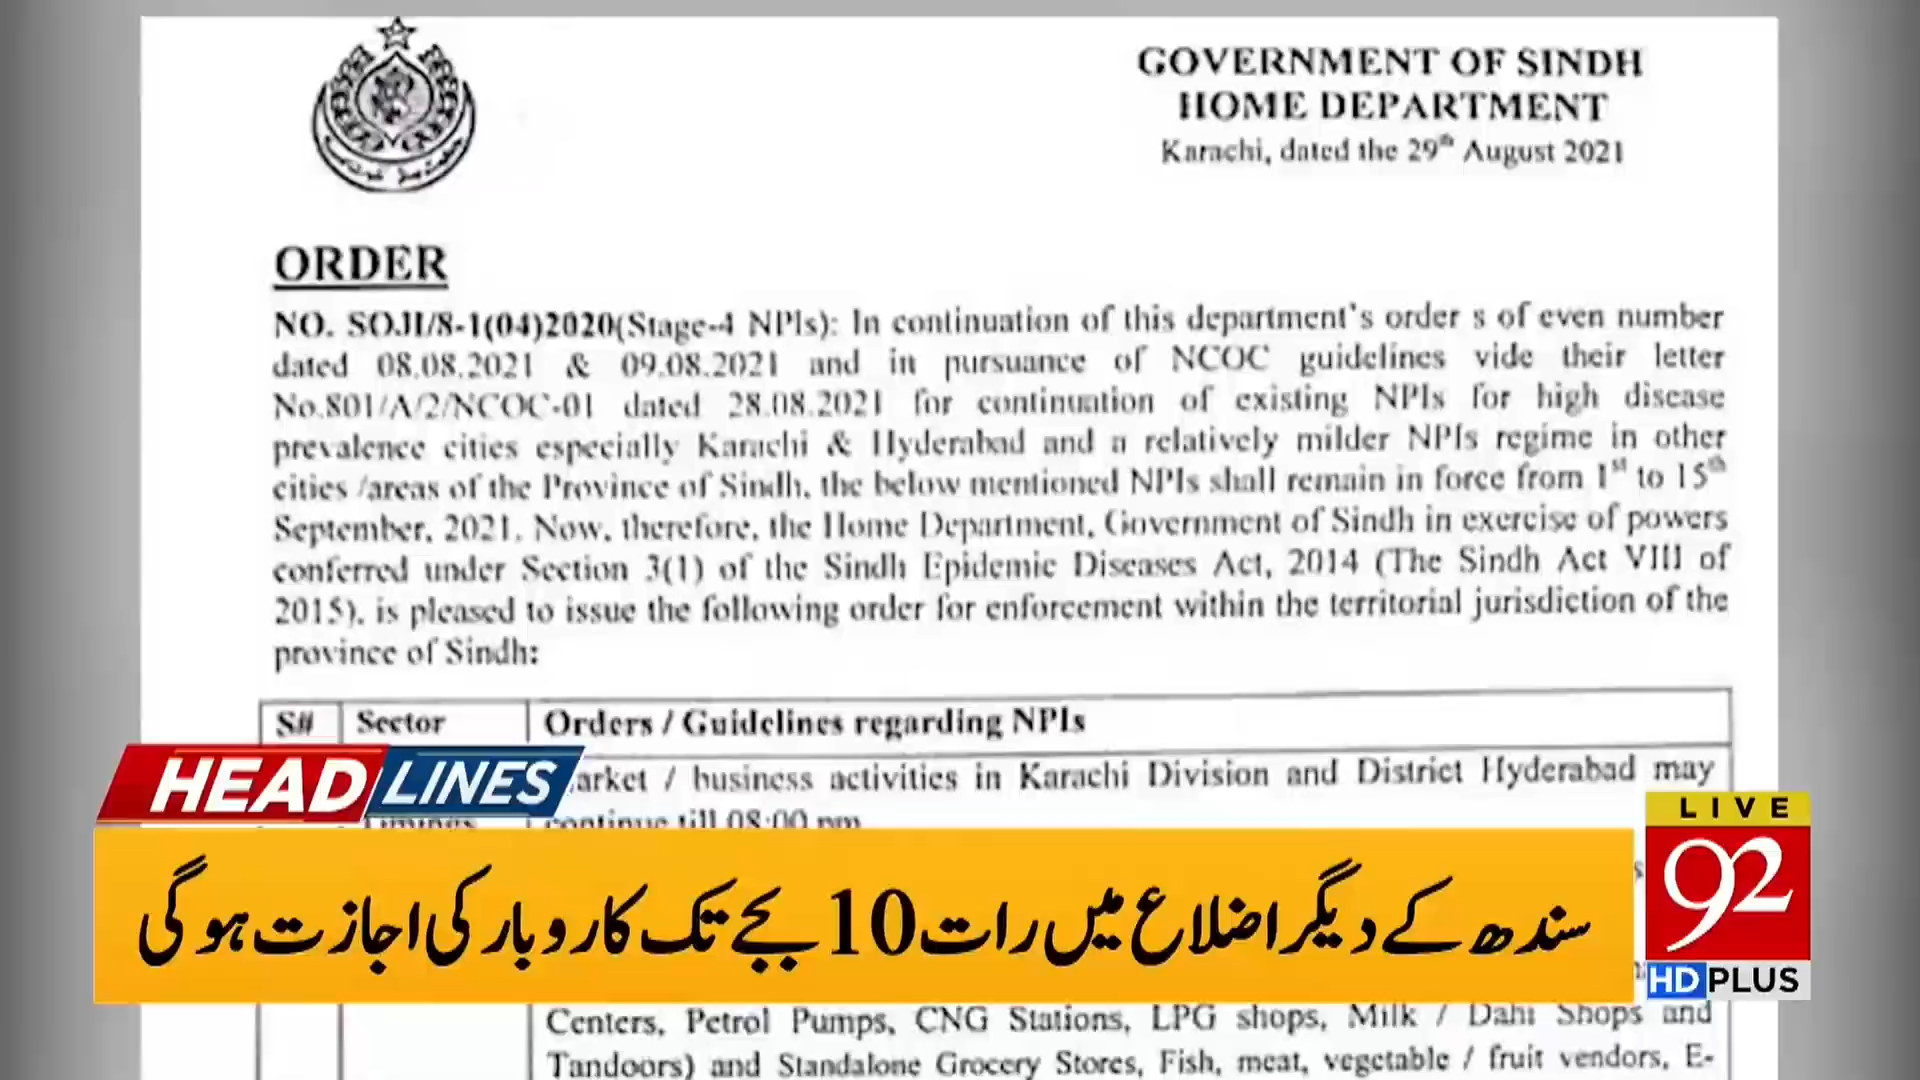 GOVERNMENT OF SINDH
HOME DEPARTMENT
Karachi, dated the 29th August 2021
ORDER
NO. SOJI/8-1(04)2020(Stage-4 NPIs): In continuation of this department's order s of even number
dated 08.08.2021 & 09.08.2021 and in pursuance of NCOC guidelines vide their letter
No.801/A/2/NCOC-01 dated 28.08.2021 for continuation of existing NPIs for high disease
prevalence cities especially Karachi & Hyderabad and a relatively milder NPIs regime in other
cities /areas of the Province of Sindh, the below mentioned NPIs shall remain in force from 1st to 15th
September, 2021. Now, therefore, the Home Department, Government of Sindh in exercise of powers
conferred under Section 3(1) of the Sindh Epidemic Diseases Act, 2014 (The Sindh Act VIII of
2015), is pleased to issue the following order for enforcement within the territorial jurisdiction of the
province of Sindh:
S# Sector Orders / Guidelines regarding NPIs
arket / business activities in Karachi Division and District Hyderabad may
continue till 08:00 pm
HEADLINES
LIVE
92
HD PLUS
سندھ کے دیگر اضلاع میں رات 10 بجے تک کاروبار کی اجازت ہوگی
Centers, Petrol Pumps, CNG Stations, LPG shops, Milk / Dahi Shops and
Tandoors) and Standalone Grocery Stores, Fish, meat, vegetable / fruit vendors, E-